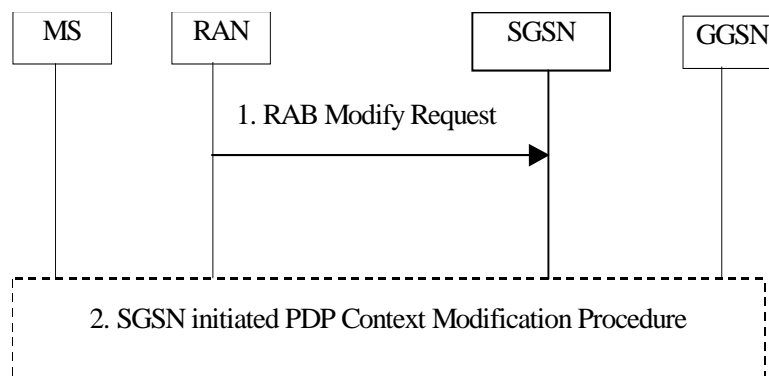 MS
RAN
SGSN
GGSN
1. RAB Modify Request
2. SGSN initiated PDP Context Modification Procedure